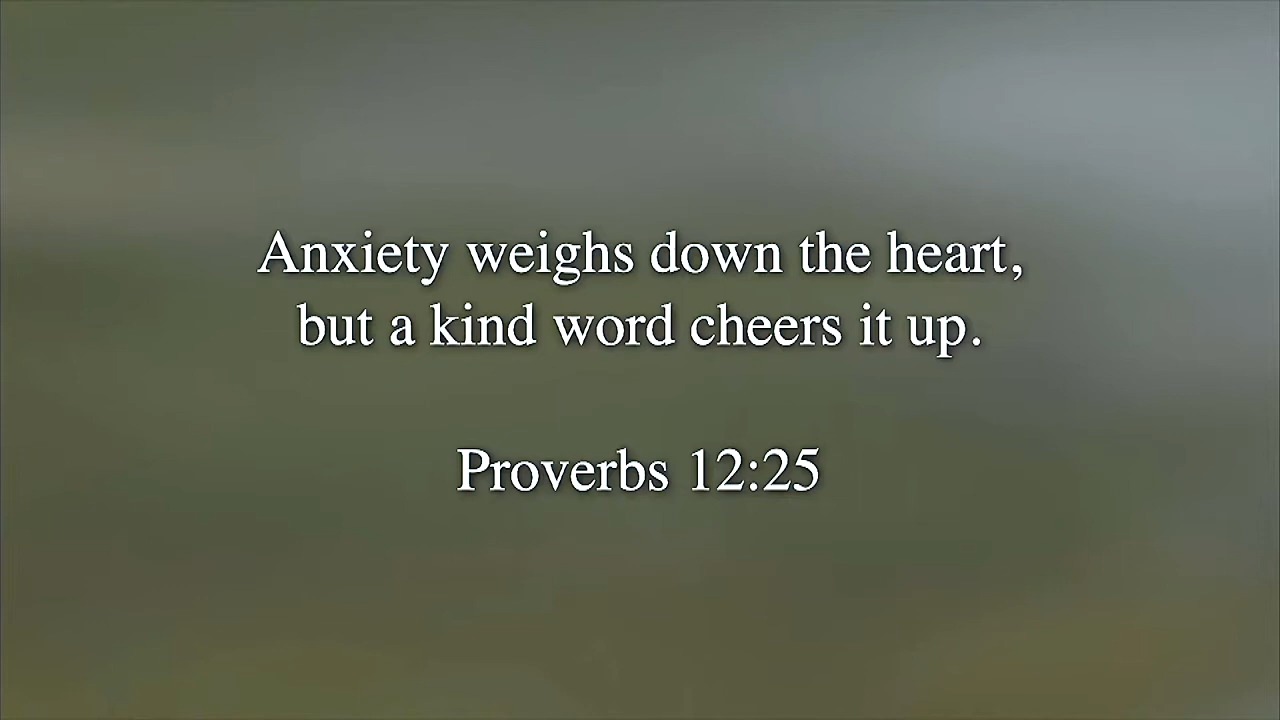 Anxiety weighs down the heart,
but a kind word cheers it up.
Proverbs 12:25